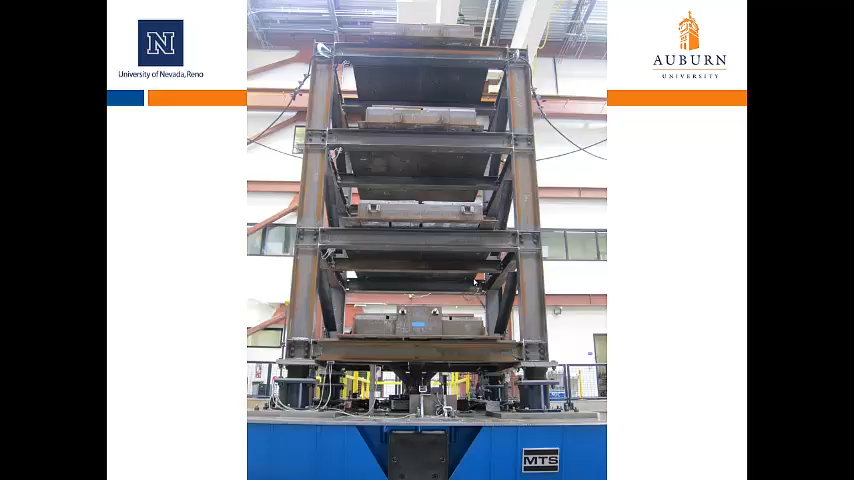 N
University of Nevada, Reno
AUBURN
UNIVERSITY
MTS